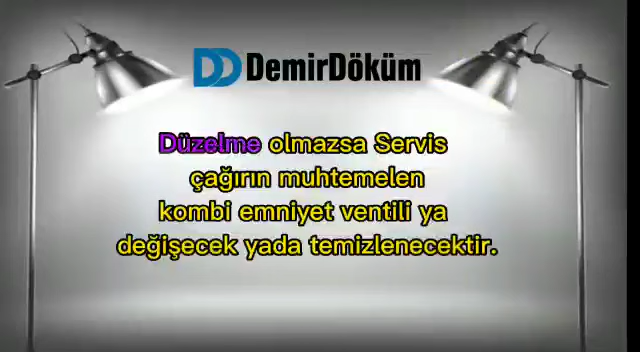 DemirDöküm
Düzelme olmazsa Servis
çağırın muhtemelen
kombi emniyet ventili ya
değişecek yada temizlenecektir.